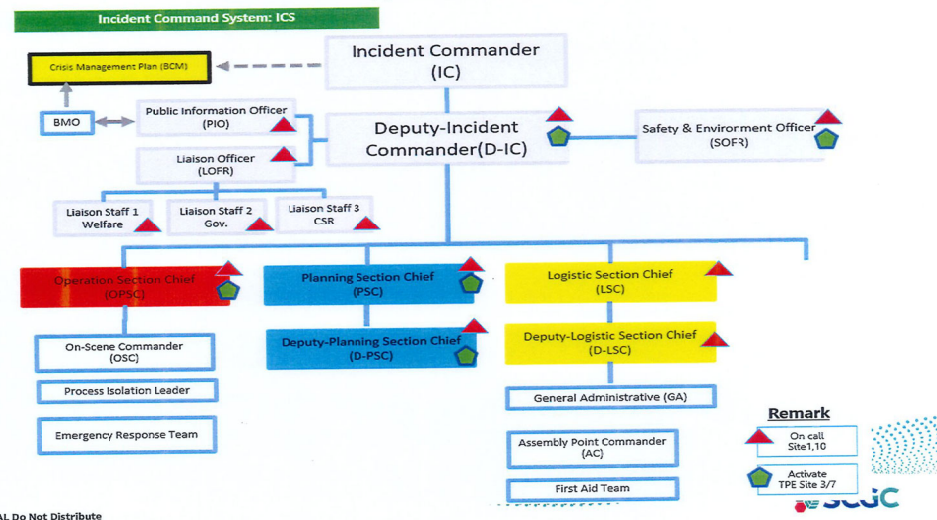 Incident Command System: ICS
Incident Commander
(IC)
Crisis Management Plan (BCM)
BMO
Public Information Officer
(PIO)
Deputy-Incident
Commander(D-IC)
Safety & Environment Officer
(SOFR)
Liaison Officer
(LOFR)
Liaison Staff 1
Welfare
Liaison Staff 2
Gov.
Liaison Staff 3
CSR
Operation Section Chief
(OPSC)
Planning Section Chief
(PSC)
Logistic Section Chief
(LSC)
Deputy-Planning Section Chief
(D-PSC)
Deputy-Logistic Section Chief
(D-LSC)
On-Scene Commander
(OSC)
Process Isolation Leader
Emergency Response Team
General Administrative (GA)
Assembly Point Commander
(AC)
First Aid Team
Remark
On call
Site1,10
Activate
TPE Site 3/7
SCGC
AL Do Not Distribute